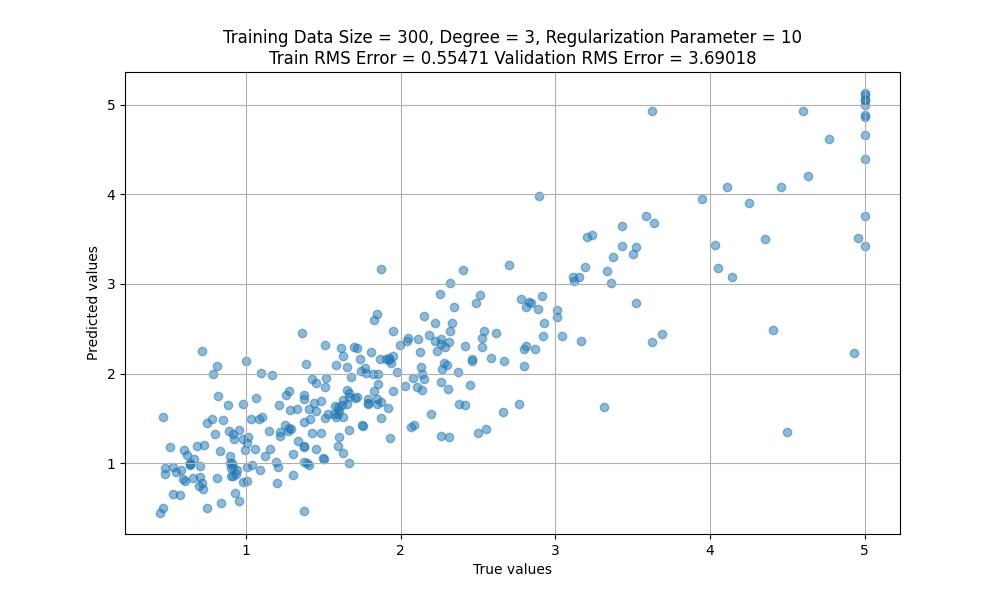 Training Data Size = 300, Degree = 3, Regularization Parameter = 10
Train RMS Error = 0.55471 Validation RMS Error = 3.69018
5
4
3
2
1
Predicted values
1 2 3 4 5
True values